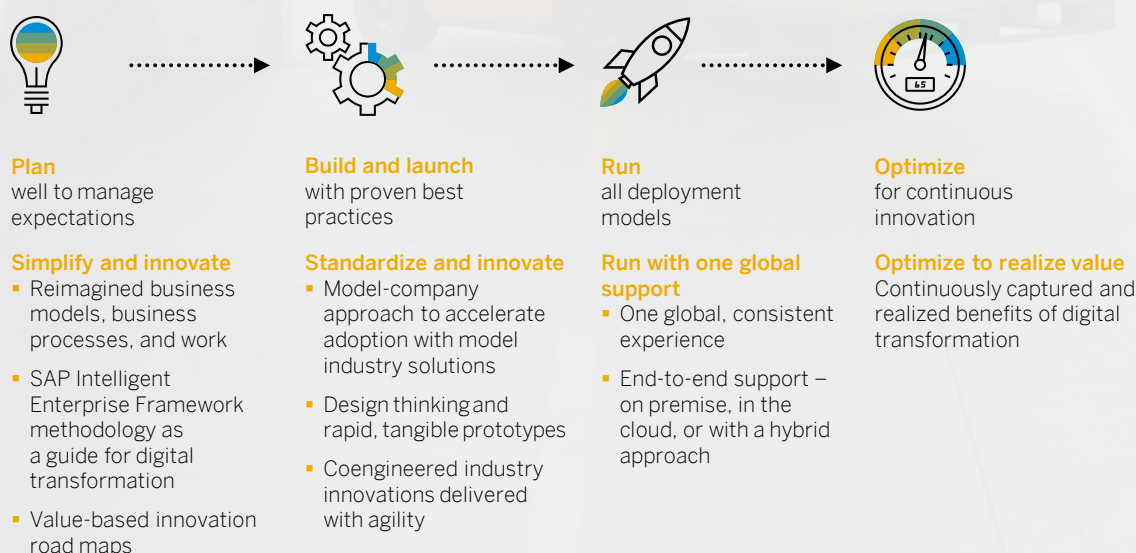 65
Plan
well to manage
expectations
Simplify and innovate
▪ Reimagined business
models, business
processes, and work
▪ SAP Intelligent
Enterprise Framework
methodology as
a guide for digital
transformation
▪ Value-based innovation
road maps
Build and launch
with proven best
practices
Standardize and innovate
▪ Model-company
approach to accelerate
adoption with model
industry solutions
▪ Design thinking and
rapid, tangible prototypes
▪ Coengineered industry
innovations delivered
with agility
Run
all deployment
models
Run with one global
support
▪ One global, consistent
experience
▪ End-to-end support –
on premise, in the
cloud, or with a hybrid
approach
Optimize
for continuous
innovation
Optimize to realize value
Continuously captured and
realized benefits of digital
transformation